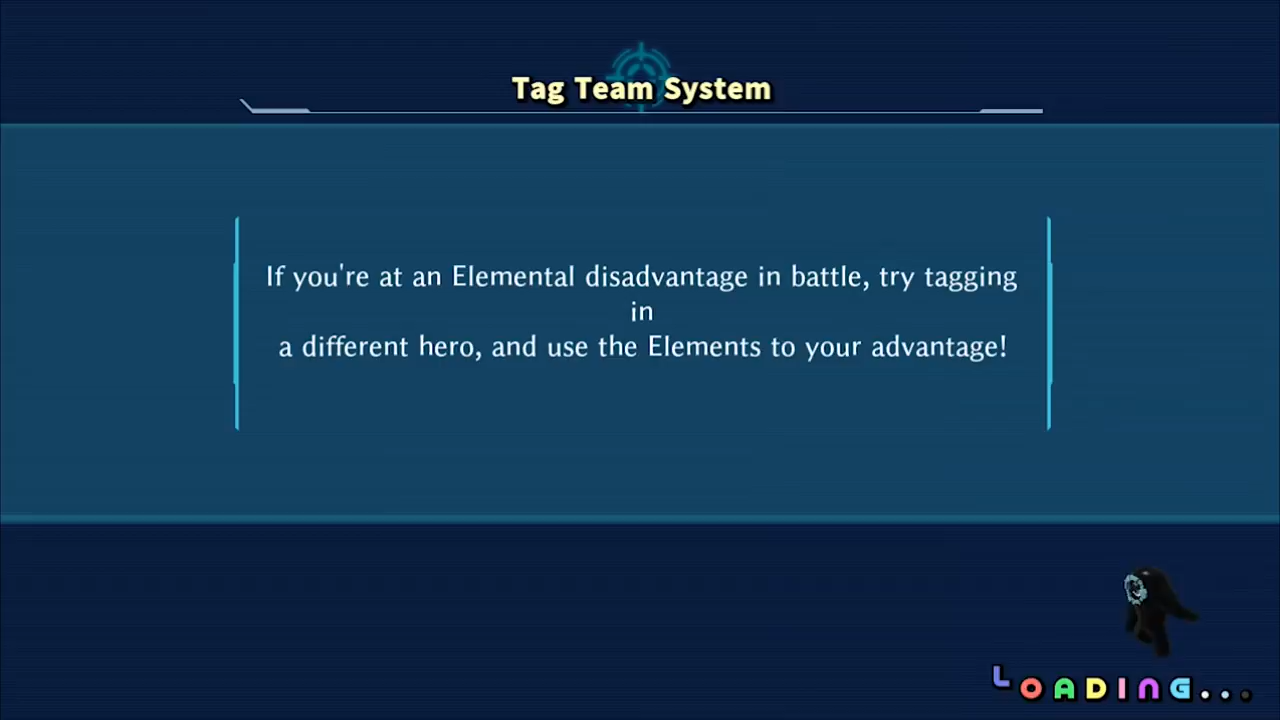 Tag Team System
If you're at an Elemental disadvantage in battle, try tagging
in
a different hero, and use the Elements to your advantage!
LOADING...